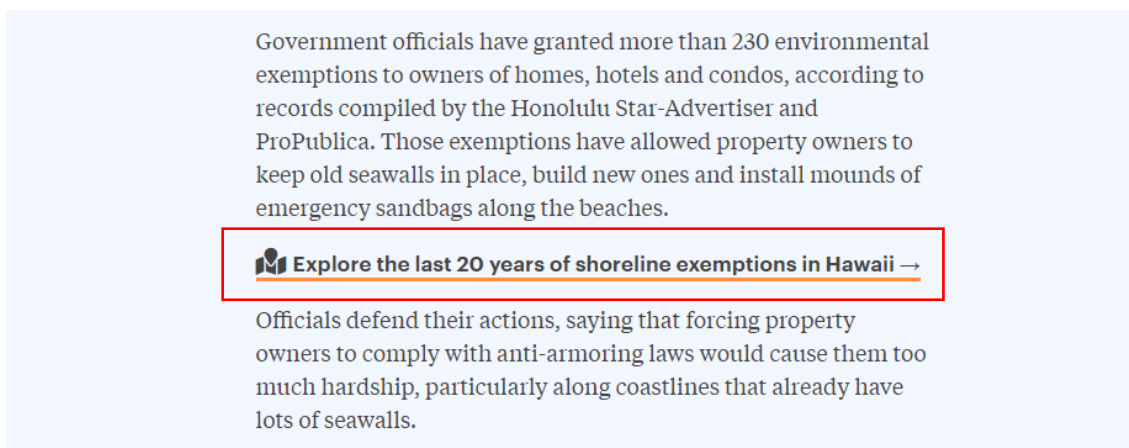 Government officials have granted more than 230 environmental
exemptions to owners of homes, hotels and condos, according to
records compiled by the Honolulu Star-Advertiser and
ProPublica. Those exemptions have allowed property owners to
keep old seawalls in place, build new ones and install mounds of
emergency sandbags along the beaches.
Explore the last 20 years of shoreline exemptions in Hawaii →
Officials defend their actions, saying that forcing property
owners to comply with anti-armoring laws would cause them too
much hardship, particularly along coastlines that already have
lots of seawalls.